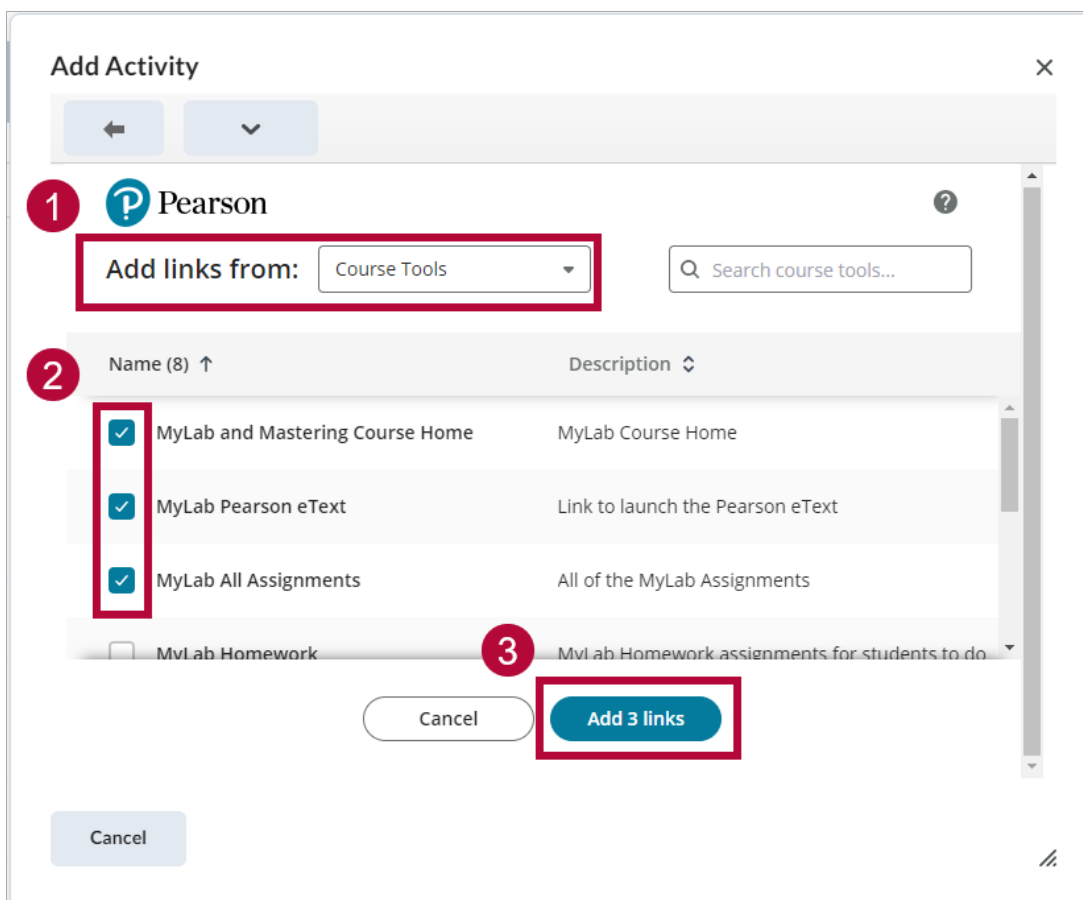 Add Activity
1
Pearson
Add links from: Course Tools
Search course tools...
2
Name (8) Description
MyLab and Mastering Course Home MyLab Course Home
MyLab Pearson eText Link to launch the Pearson eText
MyLab All Assignments All of the MyLab Assignments
3
MyLab Homework MyLab Homework assignments for students to do
Cancel Add 3 links
Cancel